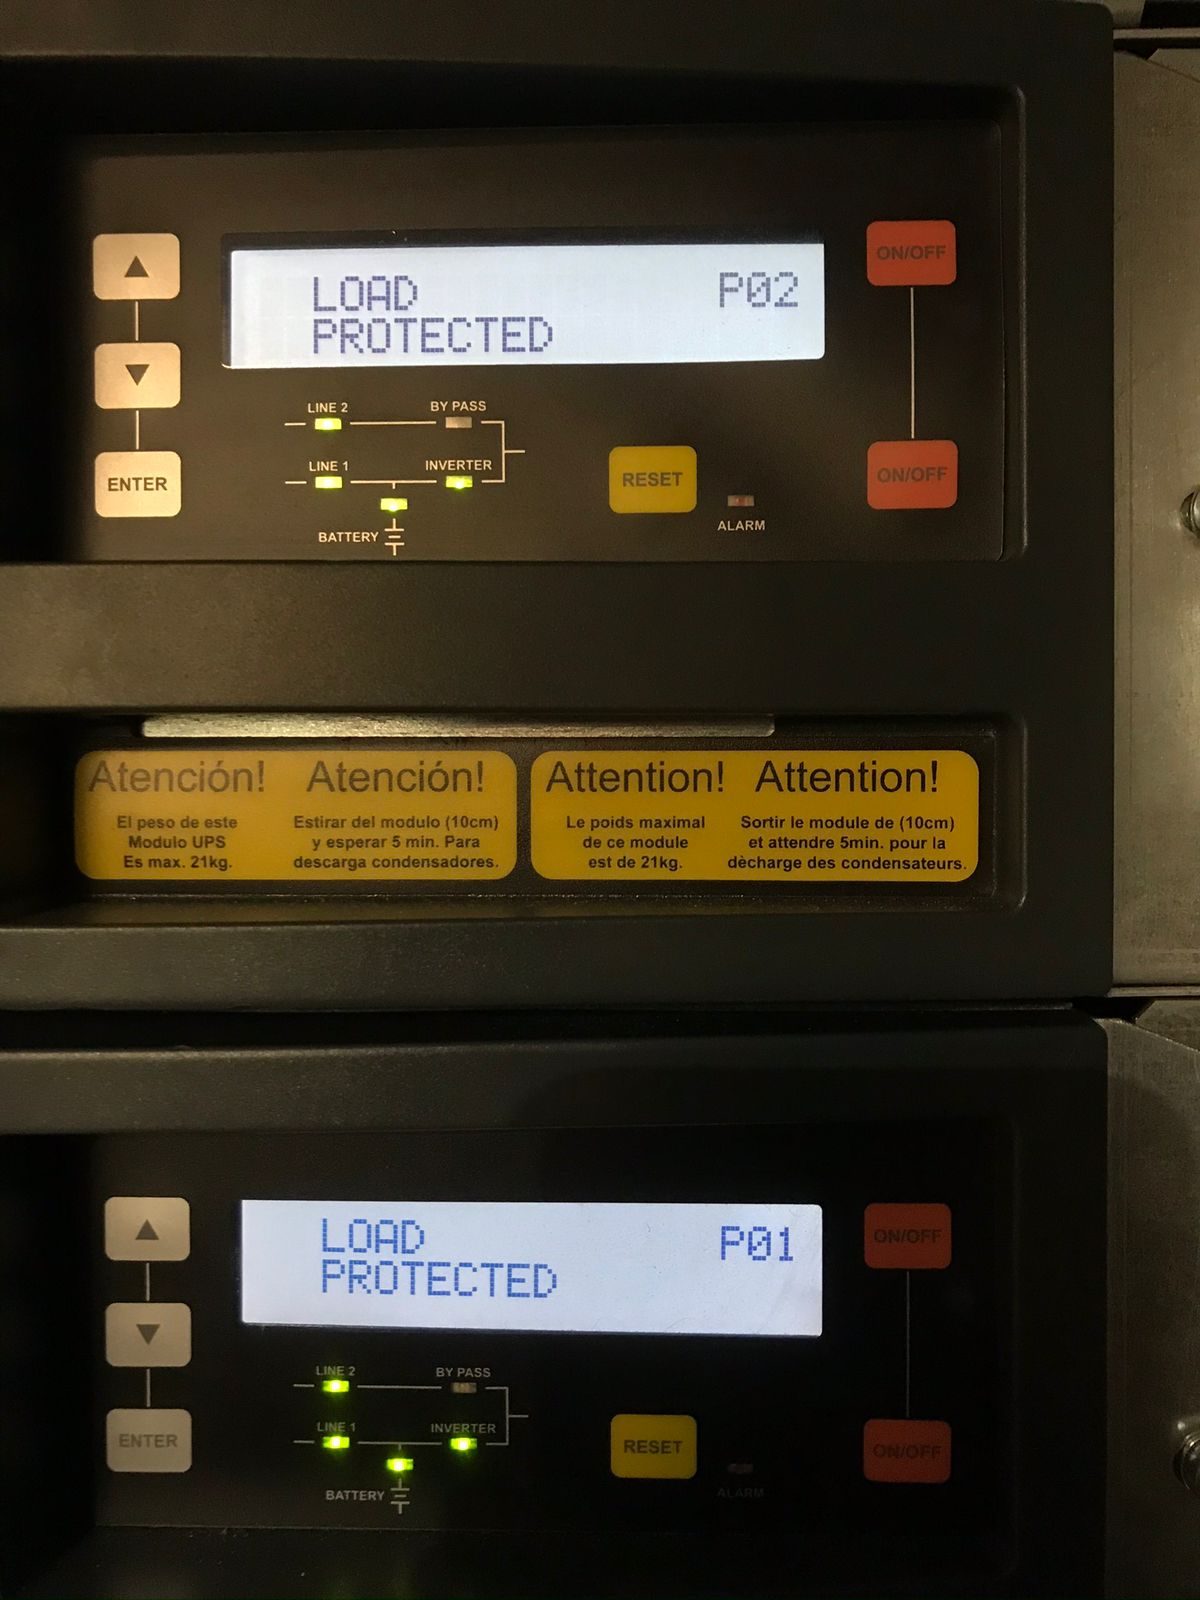 LOAD P02
PROTECTED
ON/OFF
LINE 2 BY PASS
LINE 1 INVERTER
ENTER
BATTERY
RESET
ALARM
ON/OFF
Atención!
El peso de este
Modulo UPS
Es max. 21kg.
Atención!
Estirar del modulo (10cm)
y esperar 5 min. Para
descarga condensadores.
Attention!
Le poids maximal
de ce module
est de 21kg.
Attention!
Sortir le module de (10cm)
et attendre 5min. pour la
dècharge des condensateurs.
LOAD P01
PROTECTED
ON/OFF
LINE 2 BY PASS
LINE 1 INVERTER
ENTER
BATTERY
RESET
ALARM
ON/OFF